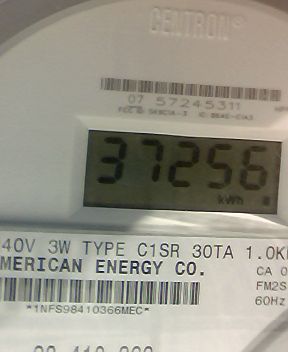 CENTRON®
07 57245311
37256
kWh
40V 3W TYPE C1SR 30TA 1.0K
MERICAN ENERGY CO.
CA 0
FM2S
60Hz
*1NFS98410366MEC*